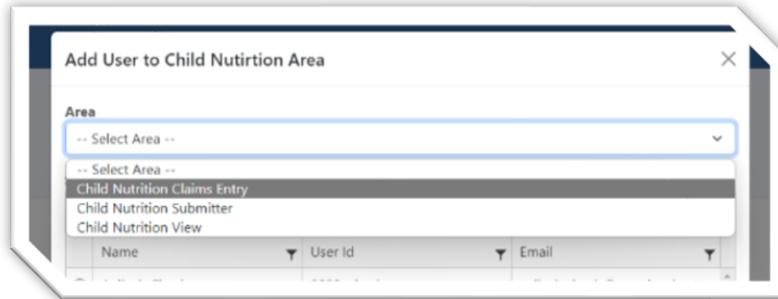 Add User to Child Nutirtion Area
Area
-- Select Area --
-- Select Area --
Child Nutrition Claims Entry
Child Nutrition Submitter
Child Nutrition View
Name User Id Email